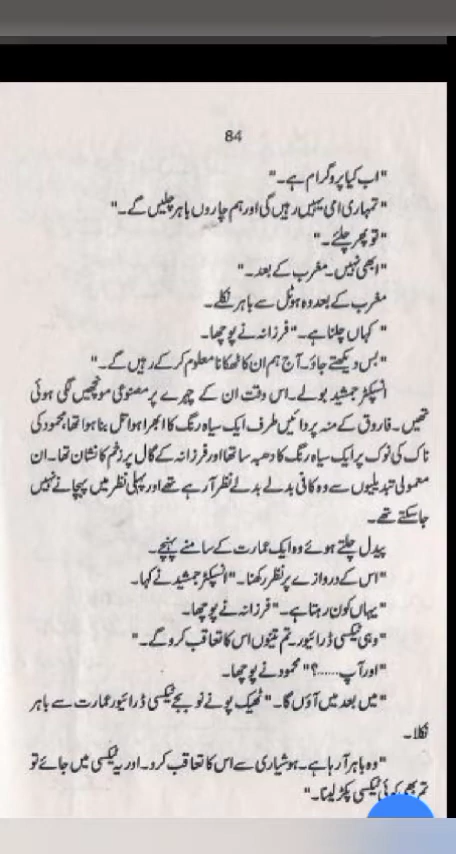 84
"اب کیا پروگرام ہے۔"
"تمہاری امی یہیں رہیں گی اور ہم چاروں باہر چلیں گے۔"
"تو پھر چلئے۔"
"ابھی نہیں۔ مغرب کے بعد۔"
مغرب کے بعد وہ ہوٹل سے باہر نکلے۔
"کہاں چلنا ہے۔" فرزانہ نے پوچھا۔
"بس دیکھتے جاؤ۔ آج ہم ان کا ٹھکانا معلوم کر کے رہیں گے۔"
انسپکٹر جمشید بولے۔ اس وقت ان کے چہرے پر مصنوعی مونچھیں لگی ہوئی
تھیں۔ فاروق کے منہ پر دائیں طرف ایک سیاہ رنگ کا ابھرا ہوا تل بنا ہوا تھا، محمود کی
ناک کی نوک پر ایک سیاہ رنگ کا دھبہ سا تھا اور فرزانہ کے گال پر زخم کا نشان تھا۔ ان
معمولی تبدیلیوں سے وہ کافی بدلے بدلے نظر آ رہے تھے اور پہلی نظر میں پہچانے نہیں
جا سکتے تھے۔
پیدل چلتے ہوئے وہ ایک عمارت کے سامنے پہنچے۔
"اس کے دروازے پر نظر رکھنا۔" انسپکٹر جمشید نے کہا۔
"یہاں کون رہتا ہے۔" فرزانہ نے پوچھا۔
"وہی ٹیکسی ڈرائیور۔ تم تینوں اس کا تعاقب کرو گے۔"
"اور آپ......؟" محمود نے پوچھا۔
"میں بعد میں آؤں گا۔" ٹھیک پونے نو بجے ٹیکسی ڈرائیور عمارت سے باہر
نکلا۔
"وہ باہر آ رہا ہے۔ ہوشیاری سے اس کا تعاقب کرو۔ اور یہ ٹیکسی میں جائے تو
تم بھی کوئی ٹیکسی پکڑ لینا۔"